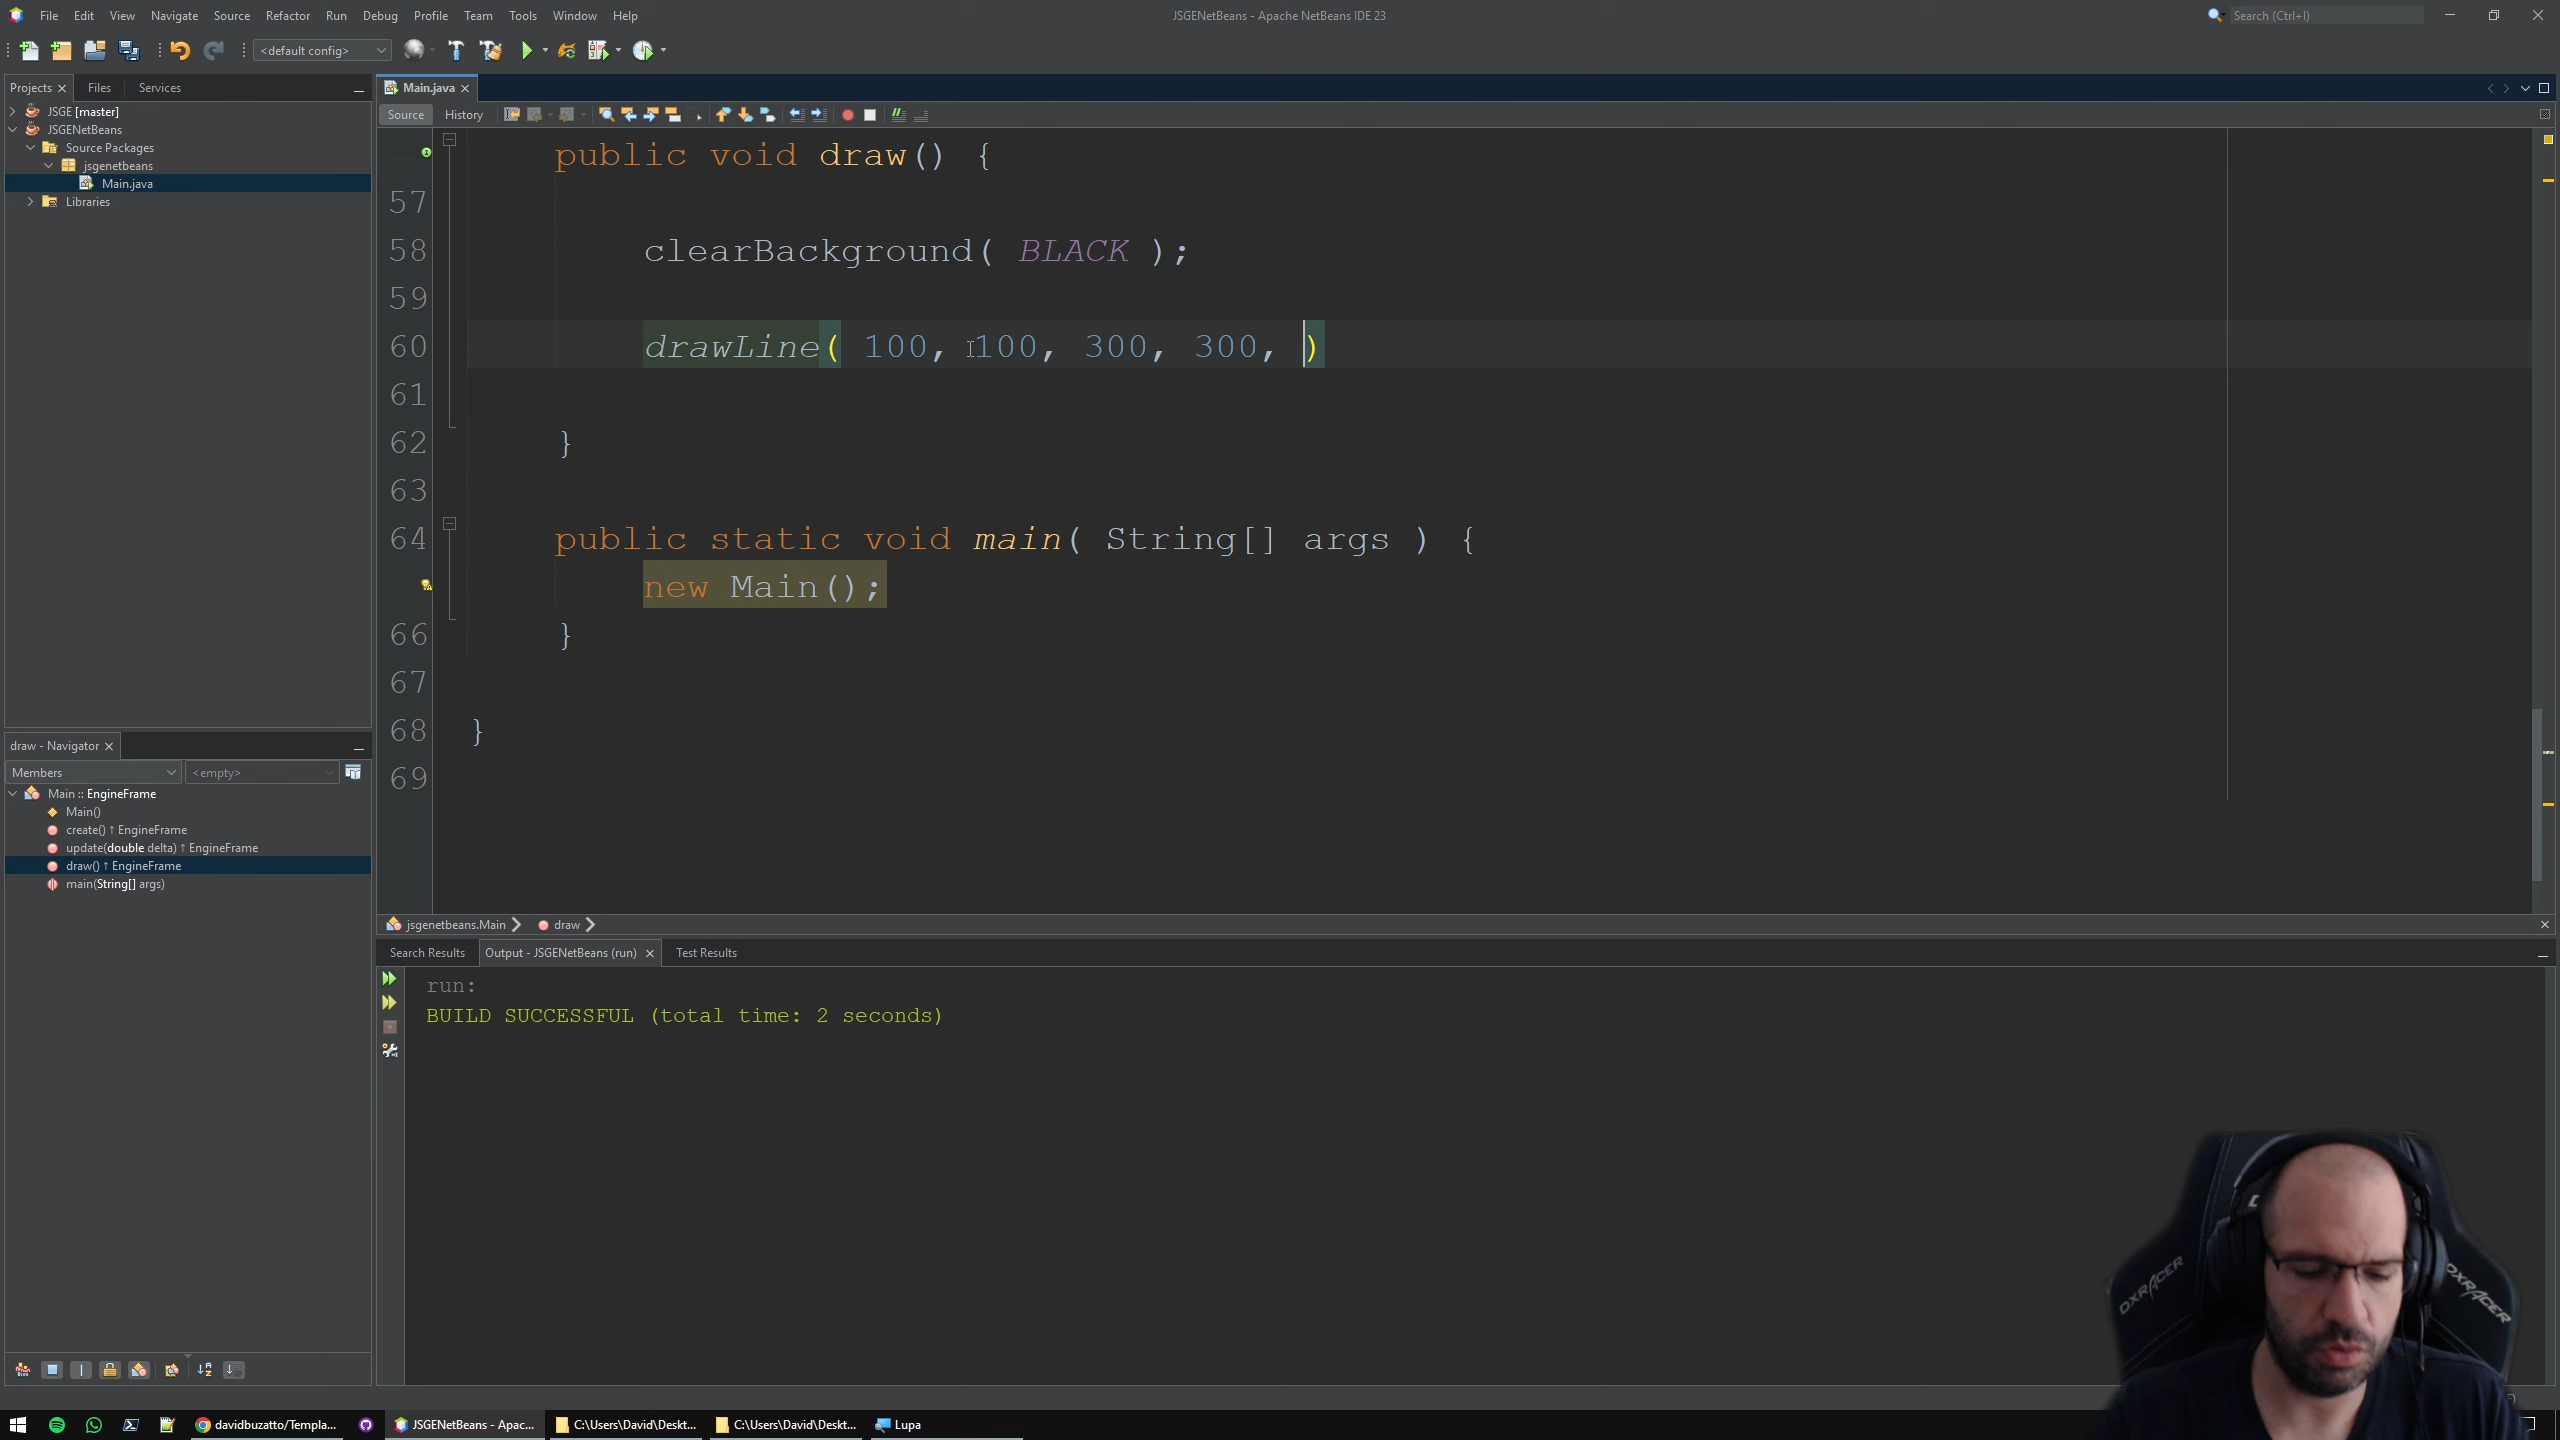 File Edit View Navigate Source Refactor Run Debug Profile Team Tools Window Help
JSGENetBeans - Apache NetBeans IDE 23
Search (Ctrl+I)
<default config>
Projects Files Services
JSGE [master]
JSGENetBeans
Source Packages
jsgenetbeans
Main.java
Libraries
Main.java
Source History
public void draw() {
57
58 clearBackground( BLACK );
59
60 drawLine( 100, 100, 300, 300, )
61
62 }
63
64 public static void main( String[] args ) {
new Main();
66 }
67
68 }
69
draw - Navigator
Members <empty>
Main :: EngineFrame
Main()
create() ↑ EngineFrame
update(double delta) ↑ EngineFrame
draw() ↑ EngineFrame
main(String[] args)
jsgenetbeans.Main draw
Search Results Output - JSGENetBeans (run) Test Results
run:
BUILD SUCCESSFUL (total time: 2 seconds)
DXRACER DXRACER
davidbuzatto/Templa... JSGENetBeans - Apac... C:\Users\David\Deskt... C:\Users\David\Deskt... Lupa